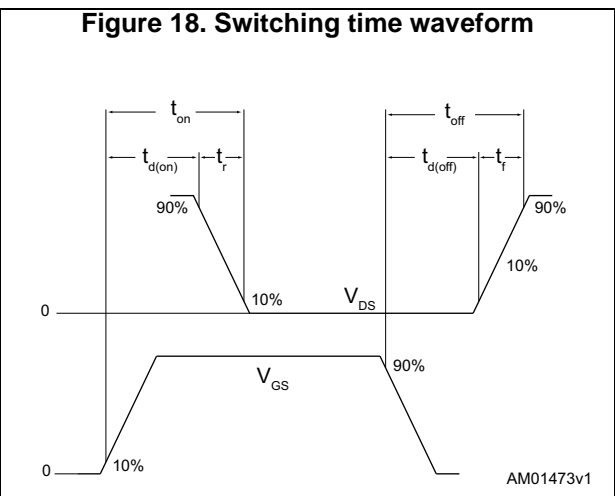 Figure 18. Switching time waveform
t_on t_off
t_d(on) t_r t_d(off) t_f
90% 90%
10%
10%
V_DS
0
90%
V_GS
10%
0
AM01473v1